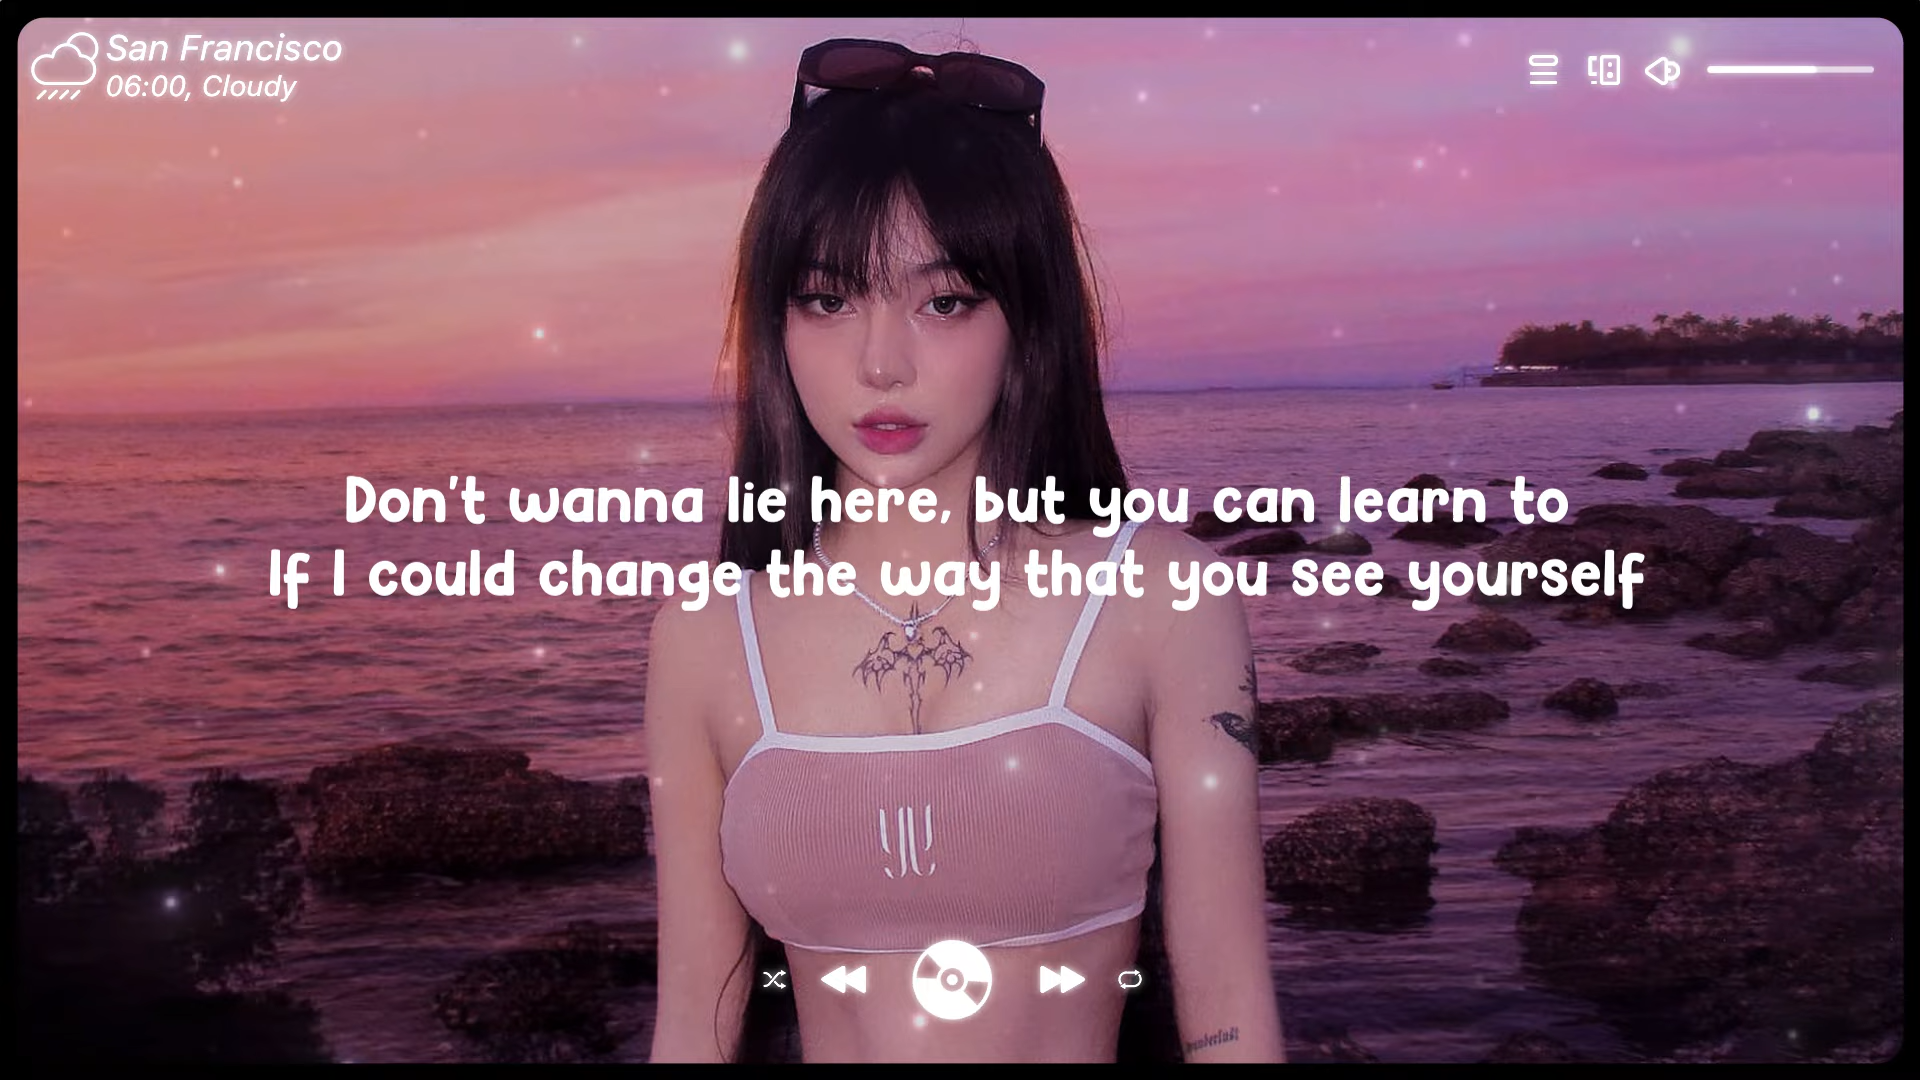 San Francisco
06:00, Cloudy
Don't wanna lie here, but you can learn to
If I could change the way that you see yourself
wanderlust